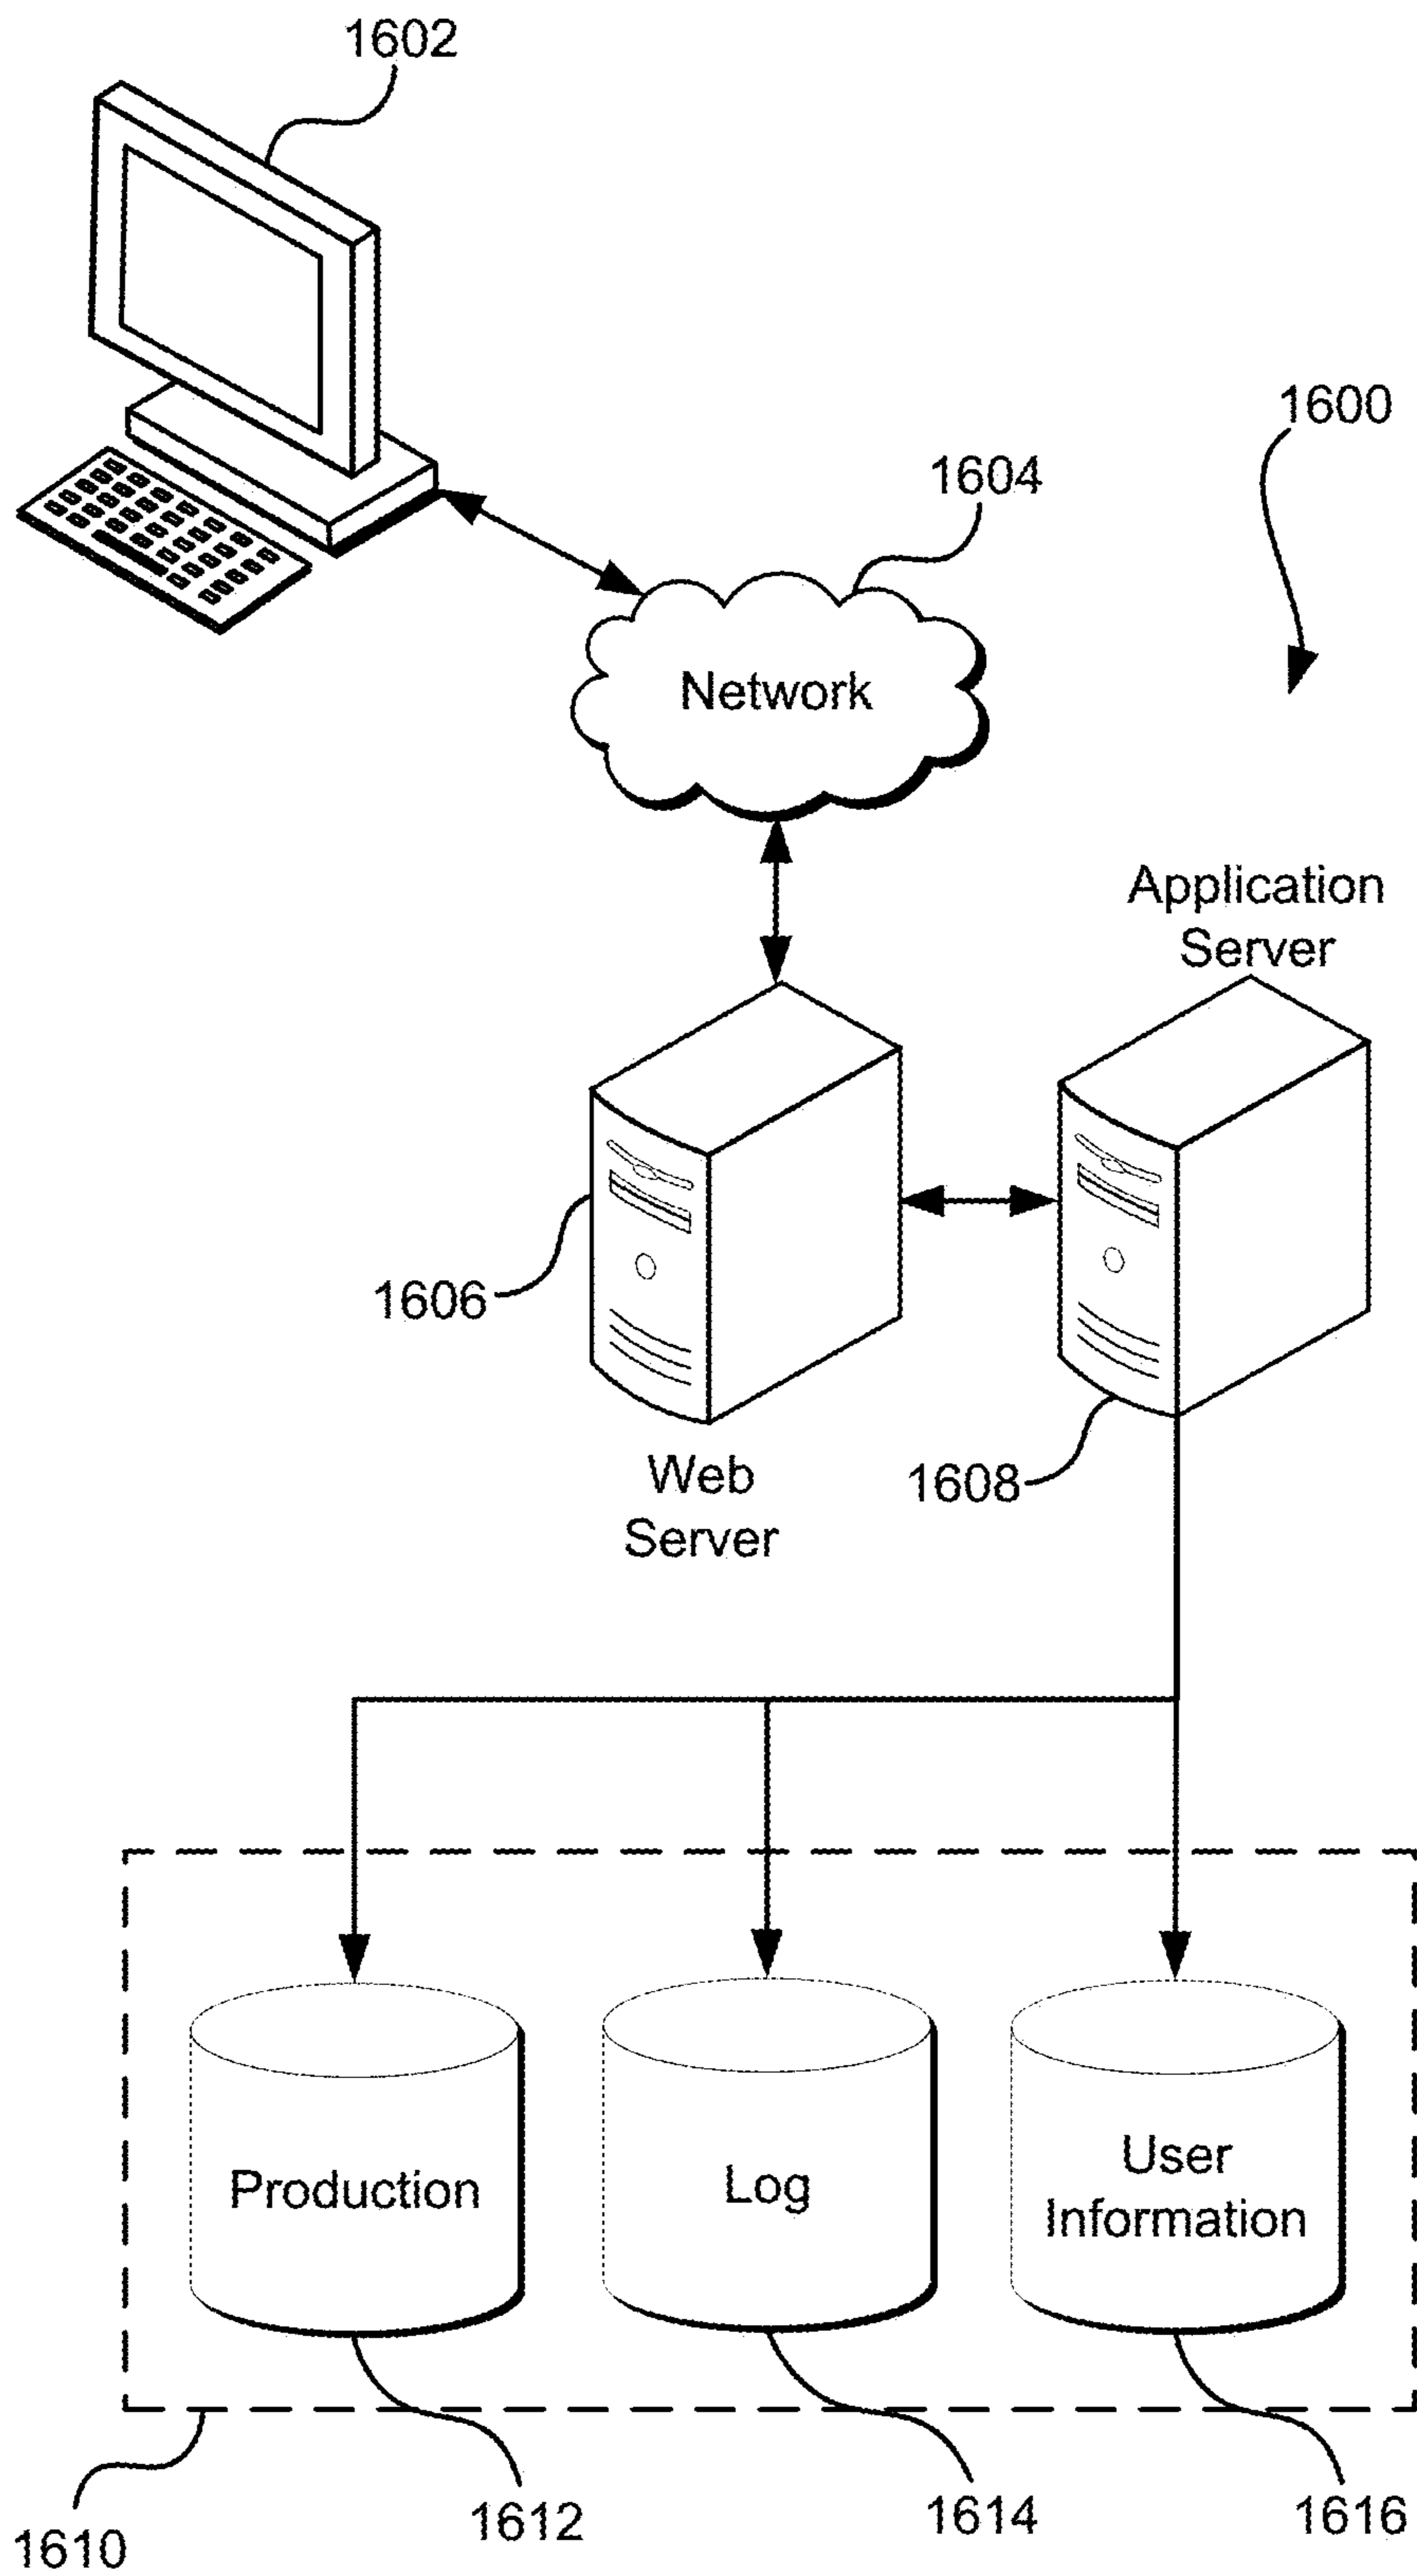 1602
1600
1604
Network
Application
Server
1606
Web
Server
1608
Production
Log
User
Information
1610
1612
1614
1616